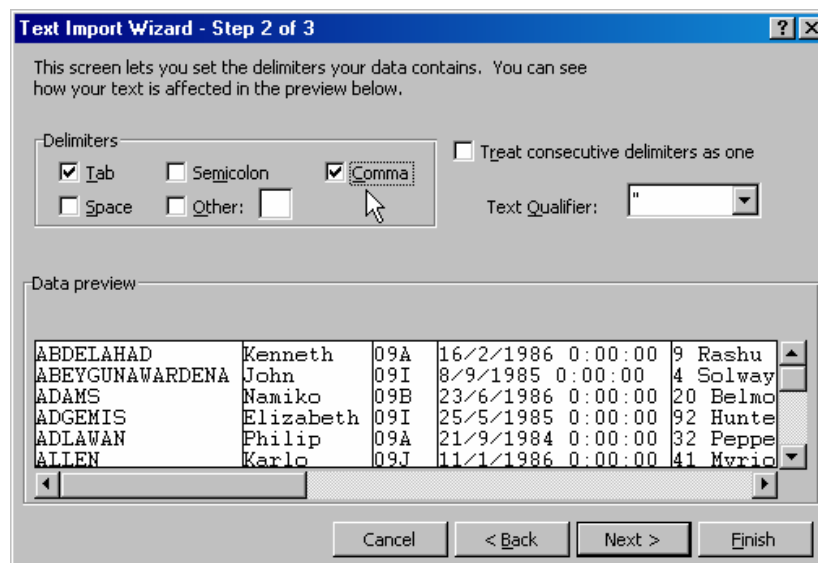 Text Import Wizard - Step 2 of 3
This screen lets you set the delimiters your data contains. You can see
how your text is affected in the preview below.
Delimiters
Tab Semicolon Comma
Space Other:
Treat consecutive delimiters as one
Text Qualifier: "
Data preview
ABDELAHAD Kenneth 09A 16/2/1986 0:00:00 9 Rashu
ABEYGUNAWARDENA John 09I 8/9/1985 0:00:00 4 Solway
ADAMS Namiko 09B 23/6/1986 0:00:00 20 Belmo
ADGEMIS Elizabeth 09I 25/5/1985 0:00:00 92 Hunte
ADLAWAN Philip 09A 21/9/1984 0:00:00 32 Peppe
ALLEN Karlo 09J 11/1/1986 0:00:00 41 Myrio
Cancel < Back Next > Finish